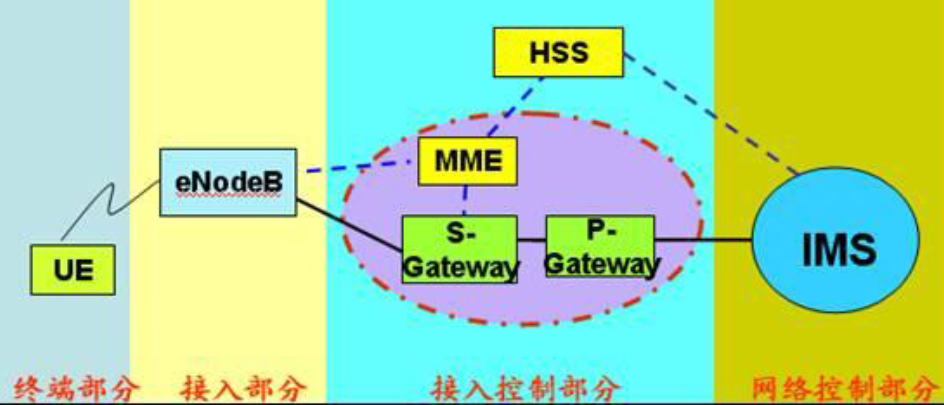 HSS
MME
eNodeB
S-
Gateway
P-
Gateway
IMS
UE
终端部分
接入部分
接入控制部分
网络控制部分